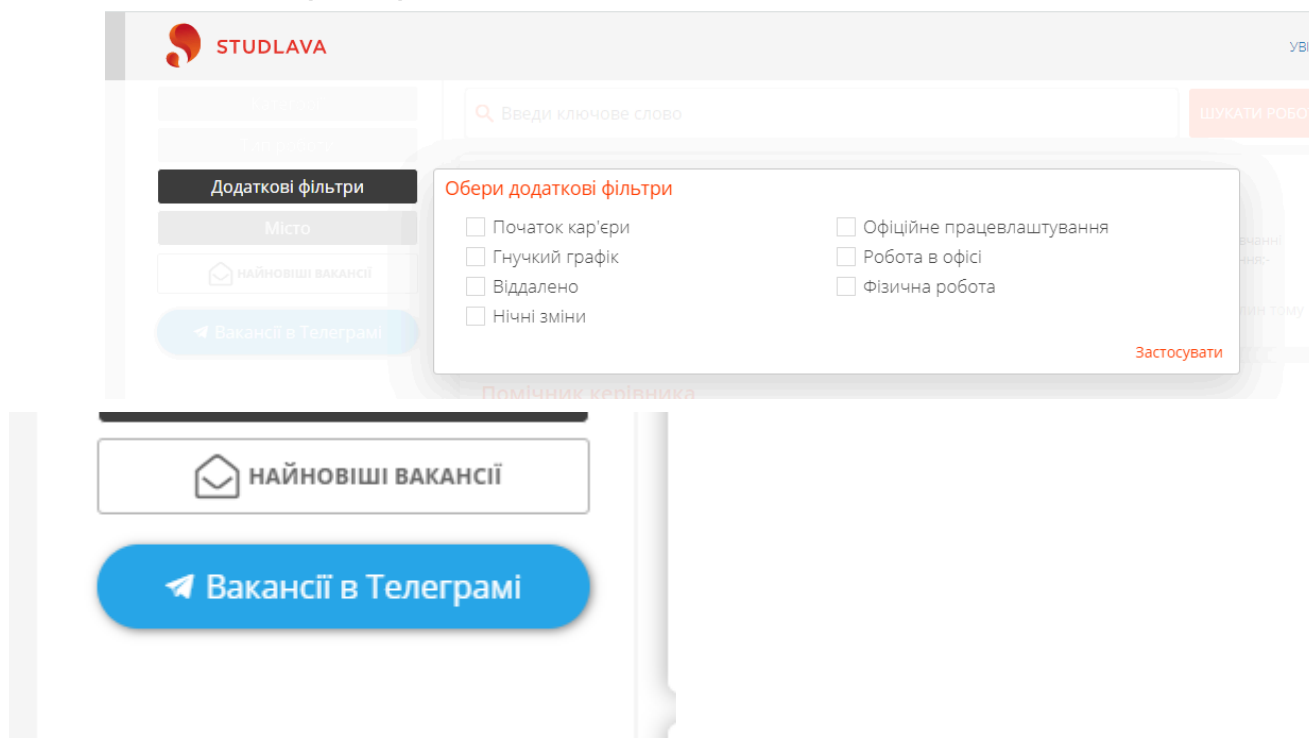 STUDLAVA
Введи ключове слово
Додаткові фільтри
Обери додаткові фільтри
Початок кар'єри
Офіційне працевлаштування
Місто
Гнучкий графік
Робота в офісі
НАЙНОВІШІ ВАКАНСІЇ
Віддалено
Фізична робота
Нічні зміни
Вакансії в Телеграмі
тому
Застосувати
Помічник керівника
НАЙНОВІШІ ВАКАНСІЇ
Вакансії в Телеграмі